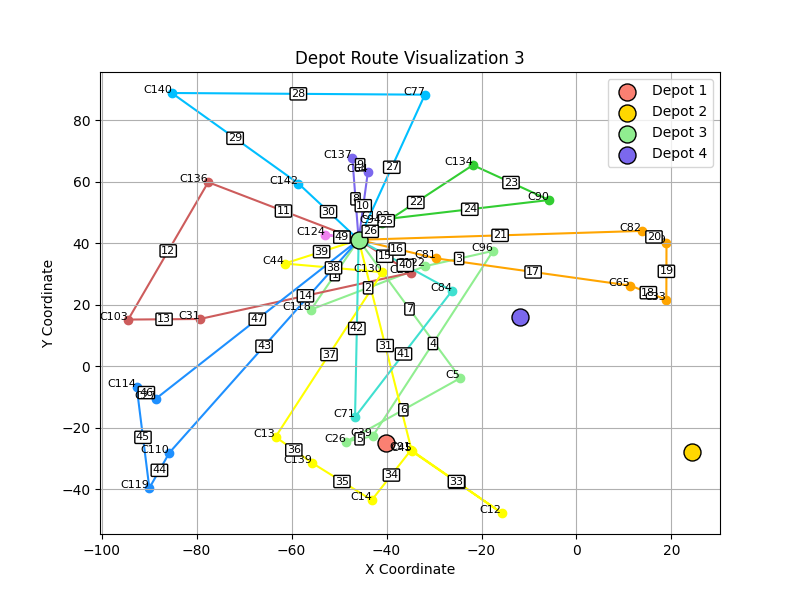 Depot Route Visualization 3
Depot 1
Depot 2
Depot 3
Depot 4
C140
28
C77
29
27
C137
C136
C142
C134
23
C90
22
24
25
30
11
10
C124
49
26
21
C82
20
12
39
16
15
C81
3
C96
C44
38
C130
40
17
19
2
C84
C65
18
14
C118
7
C103
13
C31
47
42
43
37
31
41
4
C5
C114
46
6
C71
45
C13
C26
5
C29
36
C110
C139
44
34
35
33
C119
C14
C12
80
60
40
20
0
−20
−40
−100
−80
−60
−40
−20
0
20
X Coordinate
Y Coordinate